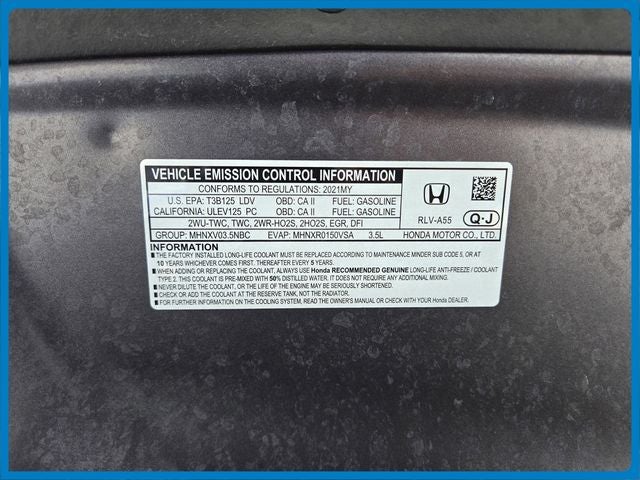 VEHICLE EMISSION CONTROL INFORMATION
CONFORMS TO REGULATIONS: 2021MY
U.S. EPA: T3B125 LDV OBD: CA II FUEL: GASOLINE
CALIFORNIA: ULEV125 PC OBD: CA II FUEL: GASOLINE
2WU-TWC, TWC, 2WR-HO2S, 2HO2S, EGR, DFI
GROUP: MHNXV03.5NBC EVAP: MHNXR0150VSA 3.5L
RLV-A55 Q-J
HONDA MOTOR CO., LTD.
INFORMATION
THE FACTORY INSTALLED LONG-LIFE COOLANT MUST BE REPLACED ACCORDING TO MAINTENANCE MINDER SUB CODE 5, OR AT
10 YEARS WHICHEVER COMES FIRST. THEREAFTER EVERY 5 YEARS.
WHEN ADDING OR REPLACING THE COOLANT, ALWAYS USE Honda RECOMMENDED GENUINE LONG-LIFE ANTI-FREEZE / COOLANT
TYPE 2. THIS COOLANT IS PRE-MIXED WITH 50% DISTILLED WATER. IT DOES NOT REQUIRE ANY ADDITIONAL MIXING.
NEVER DILUTE THE COOLANT, OR THE LIFE OF THE ENGINE MAY BE SERIOUSLY SHORTENED.
CHECK OR ADD THE COOLANT AT THE RESERVE TANK, NOT THE RADIATOR.
FOR FURTHER INFORMATION ON THE COOLING SYSTEM, READ THE OWNER'S MANUAL OR CHECK WITH YOUR Honda DEALER.